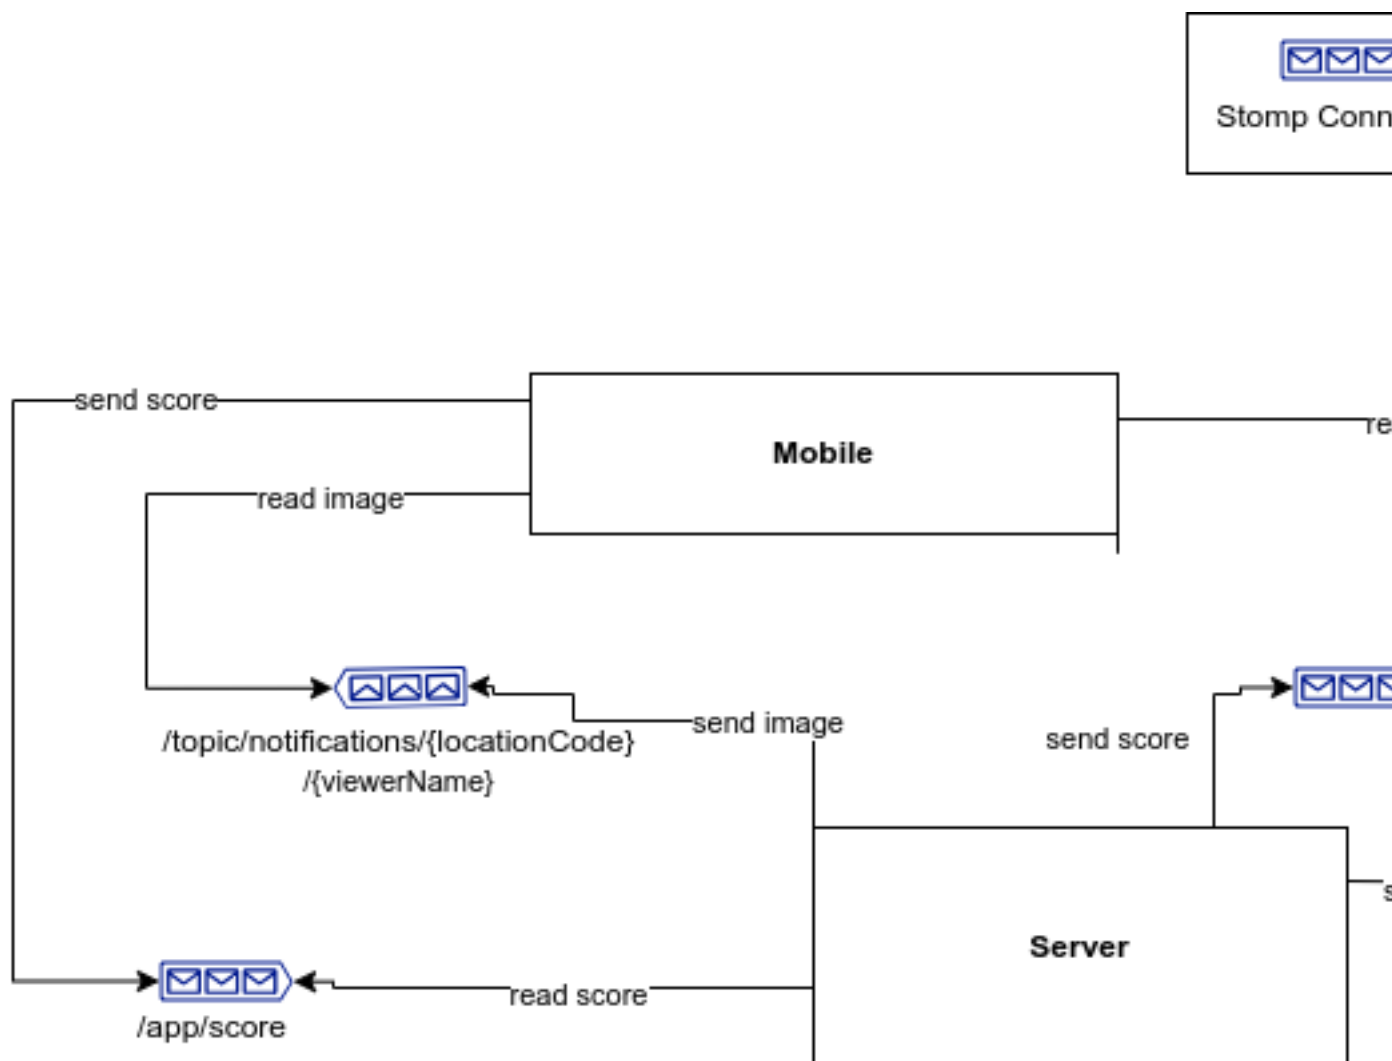 Stomp Conn
send score
Mobile
re
read image
send image
/topic/notifications/{locationCode}
/{viewerName}
send score
s
Server
read score
/app/score